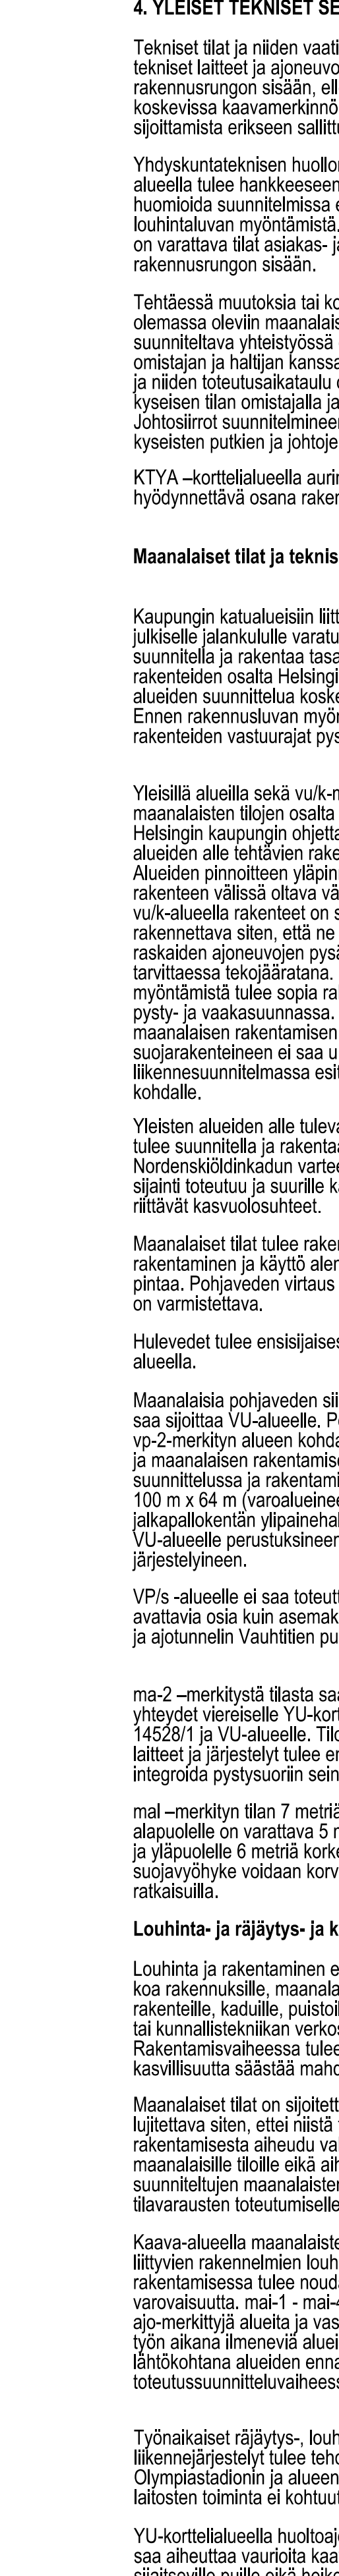 4. YLEISET TEKNISET SE
Tekniset tilat ja niiden vaati
tekniset laitteet ja ajoneuvo
rakennusrungon sisään, ell
koskevissa kaavamerkinnö
sijoittamista erikseen sallittu
Yhdyskuntateknisen huollon
alueella tulee hankkeeseen
huomioida suunnitelmissa e
louhintaluvan myöntämistä.
on varattava tilat asiakas- ja
rakennusrungon sisään.
Tehtäessä muutoksia tai ko
olemassa oleviin maanalais
suunniteltava yhteistyössä
omistajan ja haltijan kanssa
ja niiden toteutusaikataulu
kyseisen tilan omistajalla ja
Johtosiirrot suunnitelmineen
kyseisten putkien ja johtoje
KTYA –korttelialueella aurin
hyödynnettävä osana raken
Maanalaiset tilat ja teknis
Kaupungin katualueisiin liitt
julkiselle jalankululle varatu
suunnitella ja rakentaa tasa
rakenteiden osalta Helsingi
alueiden suunnittelua koske
Ennen rakennusluvan myön
rakenteiden vastuurajat pys
Yleisillä alueilla sekä vu/k-m
maanalaisten tilojen osalta
Helsingin kaupungin ohjetta
alueiden alle tehtävien rake
Alueiden pinnoitteen yläpin
rakenteen välissä oltava vä
vu/k-alueella rakenteet on s
rakennettava siten, että ne
raskaiden ajoneuvojen pysä
tarvittaessa tekojääratana.
myöntämistä tulee sopia ra
pysty- ja vaakasuunnassa.
maanalaisen rakentamisen
suojarakenteineen ei saa u
liikennesuunnitelmassa esit
kohdalle.
Yleisten alueiden alle tuleva
tulee suunnitella ja rakentaa
Nordenskiöldinkadun vartee
sijainti toteutuu ja suurille ka
riittävät kasvuolosuhteet.
Maanalaiset tilat tulee raken
rakentaminen ja käyttö alen
pintaa. Pohjaveden virtaus
on varmistettava.
Hulevedet tulee ensisijaises
alueella.
Maanalaisia pohjaveden sii
saa sijoittaa VU-alueelle. P
vp-2-merkityn alueen kohda
ja maanalaisen rakentamise
suunnittelussa ja rakentami
100 m x 64 m (varoalueinee
jalkapallokentän ylipaineha
VU-alueelle perustuksineen
järjestelyineen.
VP/s -alueelle ei saa toteutt
avattavia osia kuin asemak
ja ajotunnelin Vauhtitien pu
ma-2 –merkitystä tilasta saa
yhteydet viereiselle YU-kort
14528/1 ja VU-alueelle. Tilo
laitteet ja järjestelyt tulee en
integroida pystysuoriin sein
mal –merkityn tilan 7 metriä
alapuolelle on varattava 5 m
ja yläpuolelle 6 metriä korke
suojavyöhyke voidaan korv
ratkaisuilla.
Louhinta- ja räjäytys- ja k
Louhinta ja rakentaminen e
koa rakennuksille, maanala
rakenteille, kaduille, puistoi
tai kunnallistekniikan verkos
Rakentamisvaiheessa tulee
kasvillisuutta säästää mahd
Maanalaiset tilat on sijoitett
lujitettava siten, ettei niistä
rakentamisesta aiheudu va
maanalaisille tiloille eikä aih
suunniteltujen maanalaisten
tilavarausten toteutumiselle
Kaava-alueella maanalaiste
liittyvien rakennelmien louh
rakentamisessa tulee nouda
varovaisuutta. mai-1 - mai-4
ajo-merkittyjä alueita ja vas
työn aikana ilmeneviä aluei
lähtökohtana alueiden enna
toteutussuunnitteluvaiheess
Työnaikaiset räjäytys-, louh
liikennejärjestelyt tulee teho
Olympiastadionin ja alueen
laitosten toiminta ei kohtuut
YU-korttelialueella huoltoajo
saa aiheuttaa vaurioita kaa